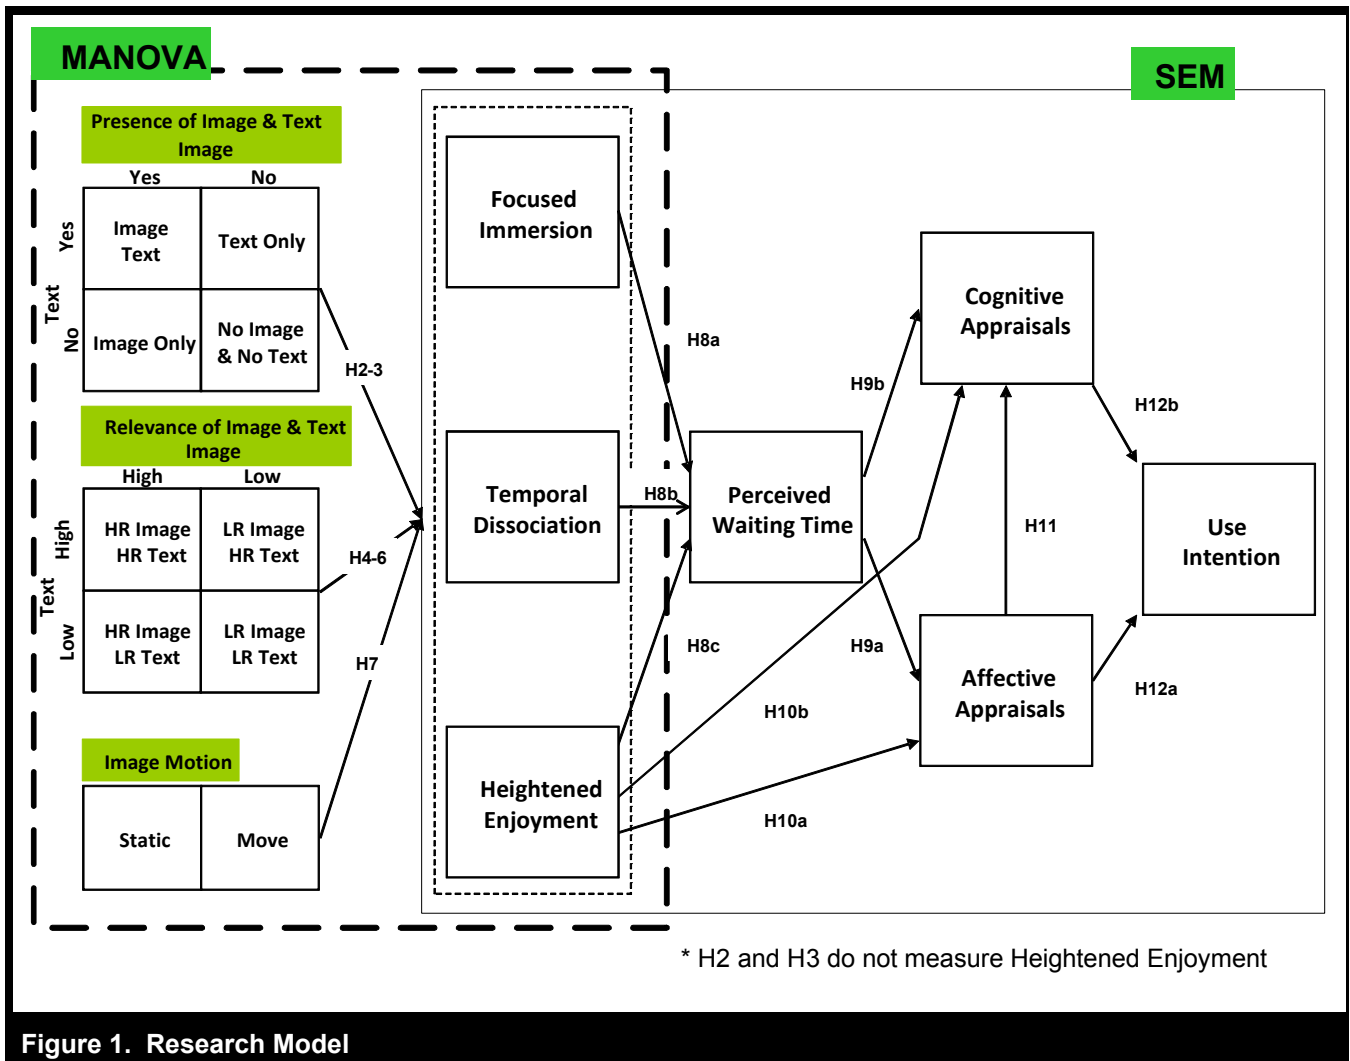 MANOVA
SEM
Presence of Image & Text
Image
Yes
No
Text
Yes
No
Image
Text
Text Only
Image Only
No Image
& No Text
H2-3
Relevance of Image & Text
Image
High
Low
Text
High
Low
HR Image
HR Text
LR Image
HR Text
HR Image
LR Text
LR Image
LR Text
H4-6
H7
Image Motion
Static
Move
Focused
Immersion
Temporal
Dissociation
Heightened
Enjoyment
H8a
H8b
H8c
Perceived
Waiting Time
H9b
H9a
H10b
H10a
Cognitive
Appraisals
H11
Affective
Appraisals
H12b
H12a
Use
Intention
* H2 and H3 do not measure Heightened Enjoyment
Figure 1. Research Model